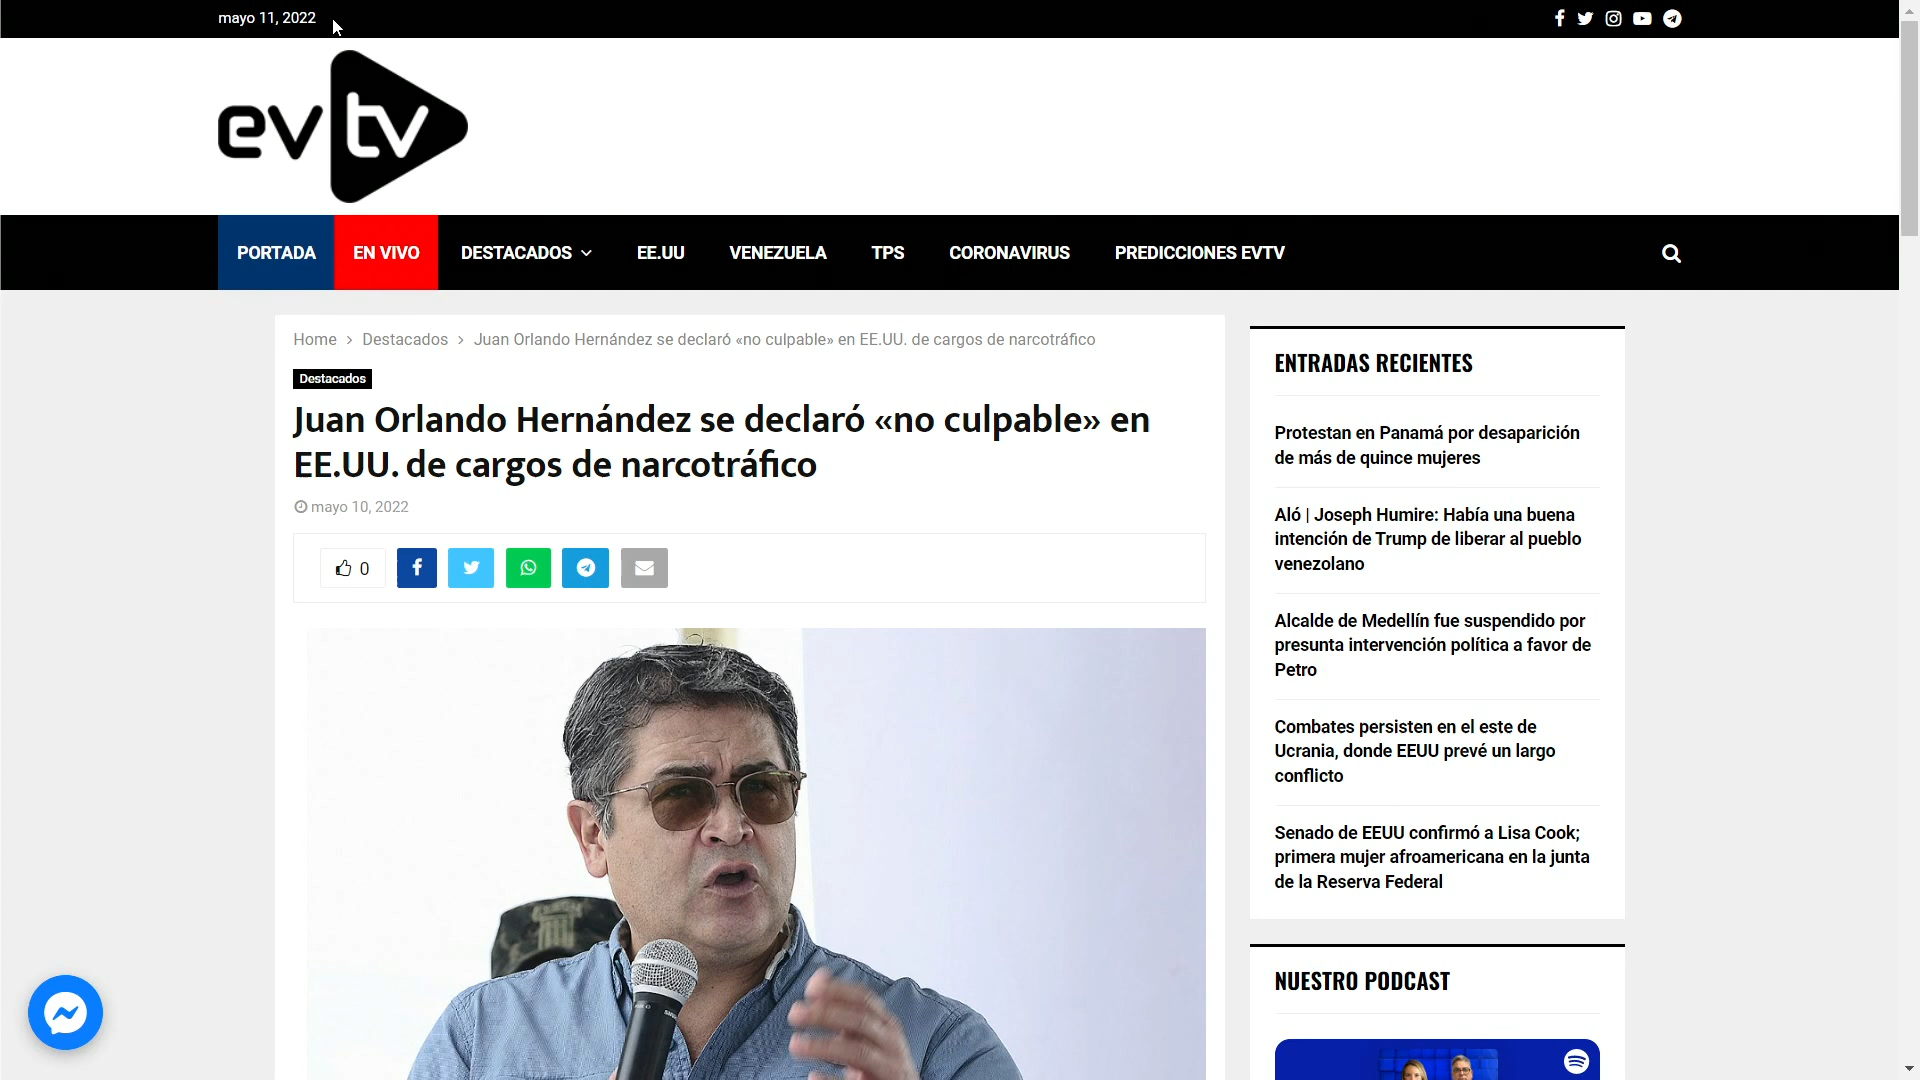 mayo 11, 2022
evtv
PORTADA EN VIVO DESTACADOS EE.UU VENEZUELA TPS CORONAVIRUS PREDICCIONES EVTV
Home > Destacados > Juan Orlando Hernández se declaró «no culpable» en EE.UU. de cargos de narcotráfico
Destacados
Juan Orlando Hernández se declaró «no culpable» en
EE.UU. de cargos de narcotráfico
mayo 10, 2022
0
ENTRADAS RECIENTES
Protestan en Panamá por desaparición
de más de quince mujeres
Aló | Joseph Humire: Había una buena
intención de Trump de liberar al pueblo
venezolano
Alcalde de Medellín fue suspendido por
presunta intervención política a favor de
Petro
Combates persisten en el este de
Ucrania, donde EEUU prevé un largo
conflicto
Senado de EEUU confirmó a Lisa Cook;
primera mujer afroamericana en la junta
de la Reserva Federal
NUESTRO PODCAST